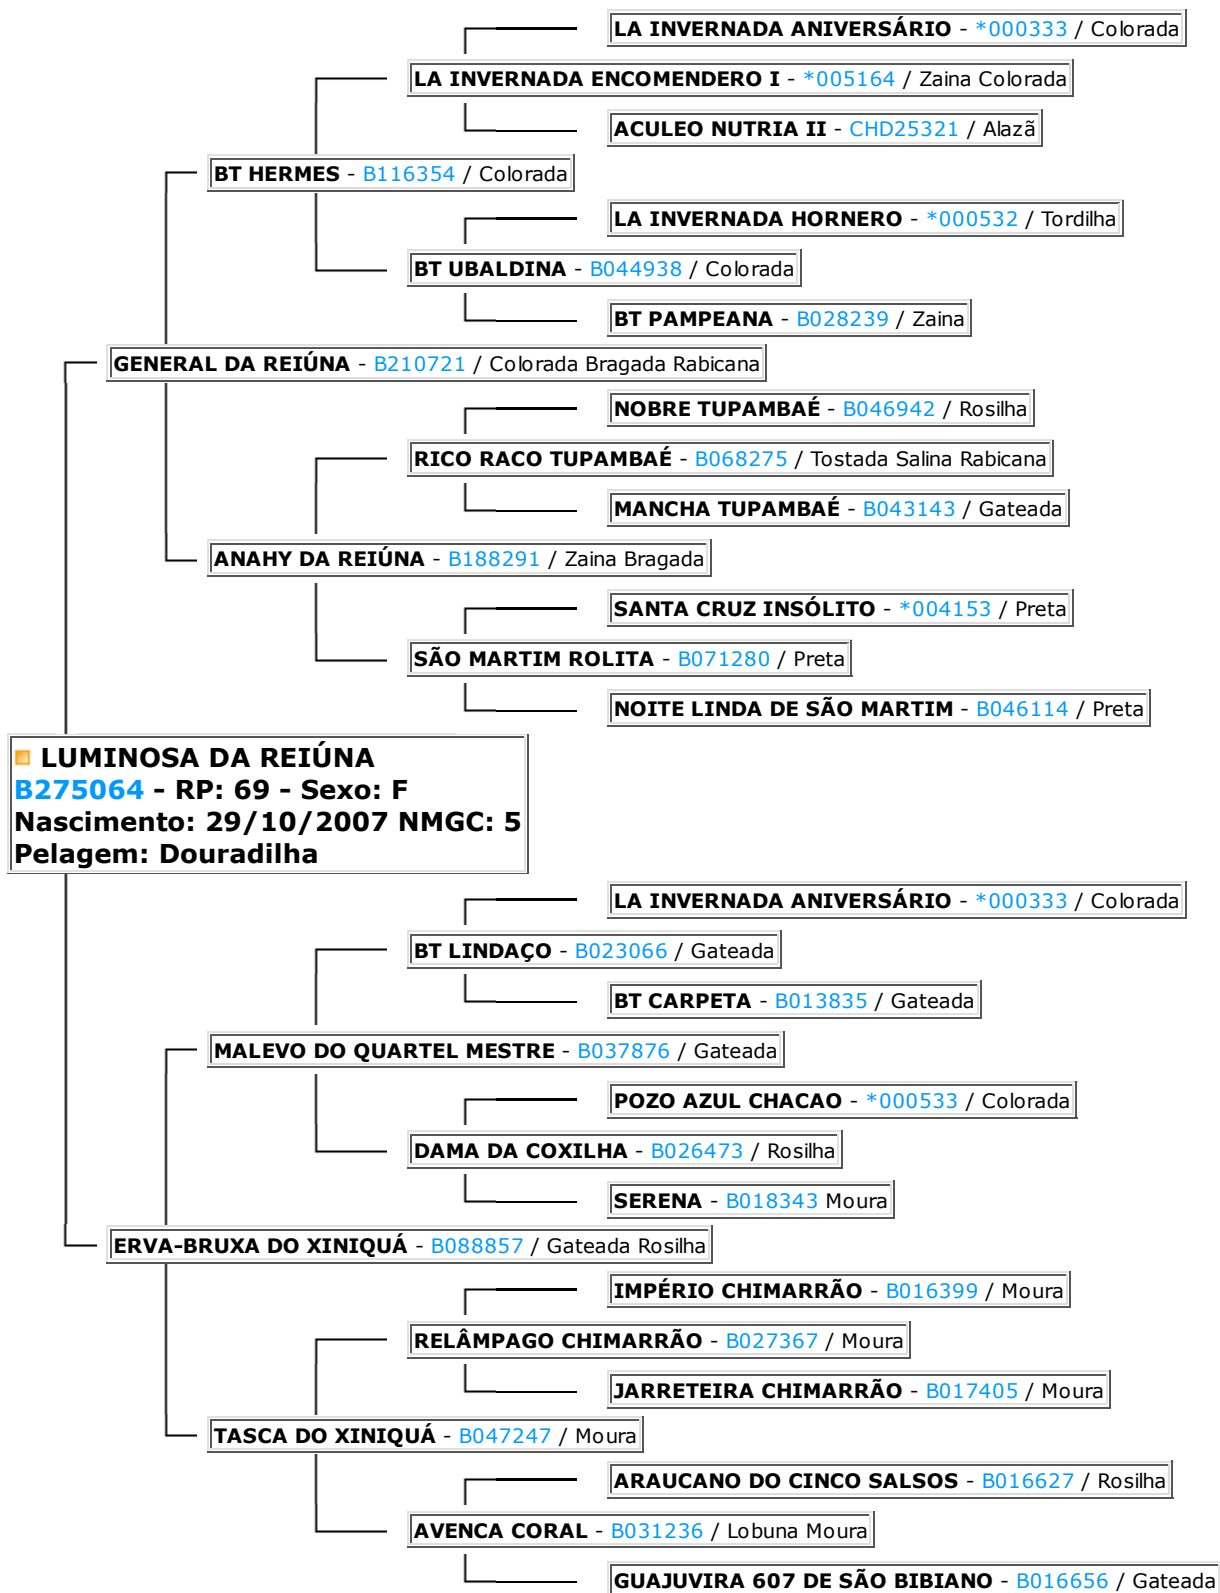 LA INVERNADA ANIVERSÁRIO - *000333 / Colorada
LA INVERNADA ENCOMENDERO I - *005164 / Zaina Colorada
ACULEO NUTRIA II - CHD25321 / Alazã
BT HERMES - B116354 / Colorada
LA INVERNADA HORNERO - *000532 / Tordilha
BT UBALDINA - B044938 / Colorada
BT PAMPEANA - B028239 / Zaina
GENERAL DA REIÚNA - B210721 / Colorada Bragada Rabicana
NOBRE TUPAMBAÉ - B046942 / Rosilha
RICO RACO TUPAMBAÉ - B068275 / Tostada Salina Rabicana
MANCHA TUPAMBAÉ - B043143 / Gateada
ANAHY DA REIÚNA - B188291 / Zaina Bragada
SANTA CRUZ INSÓLITO - *004153 / Preta
SÃO MARTIM ROLITA - B071280 / Preta
NOITE LINDA DE SÃO MARTIM - B046114 / Preta
LUMINOSA DA REIÚNA
B275064 - RP: 69 - Sexo: F
Nascimento: 29/10/2007 NMGC: 5
Pelagem: Douradilha
LA INVERNADA ANIVERSÁRIO - *000333 / Colorada
BT LINDAÇO - B023066 / Gateada
BT CARPETA - B013835 / Gateada
MALEVO DO QUARTEL MESTRE - B037876 / Gateada
POZO AZUL CHACAO - *000533 / Colorada
DAMA DA COXILHA - B026473 / Rosilha
SERENA - B018343 Moura
ERVA-BRUXA DO XINIQUÁ - B088857 / Gateada Rosilha
IMPÉRIO CHIMARRÃO - B016399 / Moura
RELÂMPAGO CHIMARRÃO - B027367 / Moura
JARRETEIRA CHIMARRÃO - B017405 / Moura
TASCA DO XINIQUÁ - B047247 / Moura
ARAUCANO DO CINCO SALSOS - B016627 / Rosilha
AVENCA CORAL - B031236 / Lobuna Moura
GUAJUVIRA 607 DE SÃO BIBIANO - B016656 / Gateada